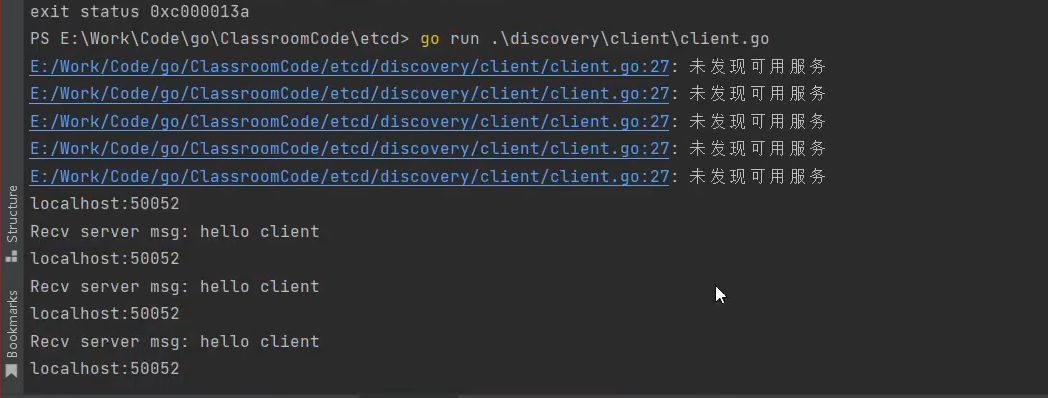 exit status 0xc000013a
PS E:\Work\Code\go\ClassroomCode\etcd> go run .\discovery\client\client.go
E:/Work/Code/go/ClassroomCode/etcd/discovery/client/client.go:27: 未发现可用服务
E:/Work/Code/go/ClassroomCode/etcd/discovery/client/client.go:27: 未发现可用服务
E:/Work/Code/go/ClassroomCode/etcd/discovery/client/client.go:27: 未发现可用服务
E:/Work/Code/go/ClassroomCode/etcd/discovery/client/client.go:27: 未发现可用服务
E:/Work/Code/go/ClassroomCode/etcd/discovery/client/client.go:27: 未发现可用服务
localhost:50052
Recv server msg: hello client
localhost:50052
Recv server msg: hello client
localhost:50052
Recv server msg: hello client
localhost:50052
Structure
Bookmarks